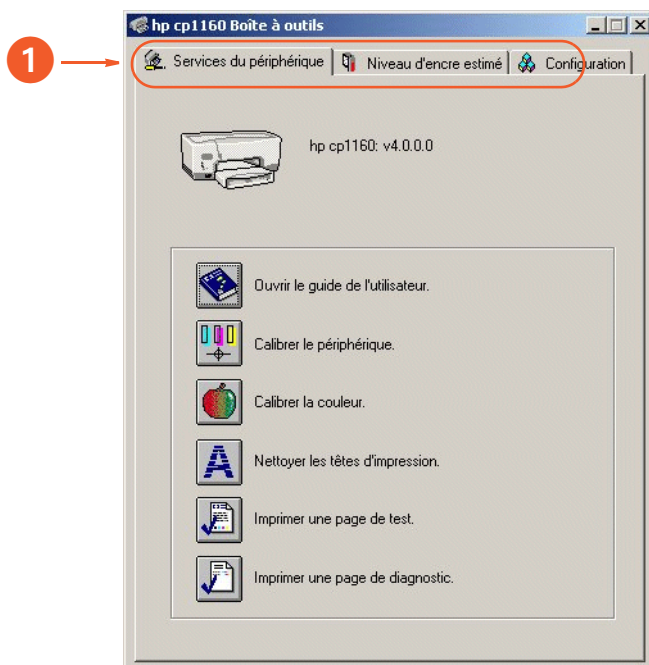 hp cp1160 Boîte à outils
1
Services du périphérique
Niveau d'encre estimé
Configuration
hp cp1160: v4.0.0.0
Ouvrir le guide de l'utilisateur.
Calibrer le périphérique.
Calibrer la couleur.
Nettoyer les têtes d'impression.
Imprimer une page de test.
Imprimer une page de diagnostic.